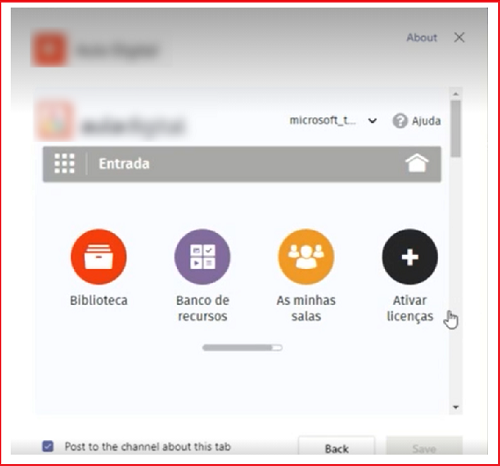 About
microsoft_t...
Ajuda
Entrada
Biblioteca
Banco de
recursos
As minhas
salas
Ativar
licenças
Post to the channel about this tab
Back
Save